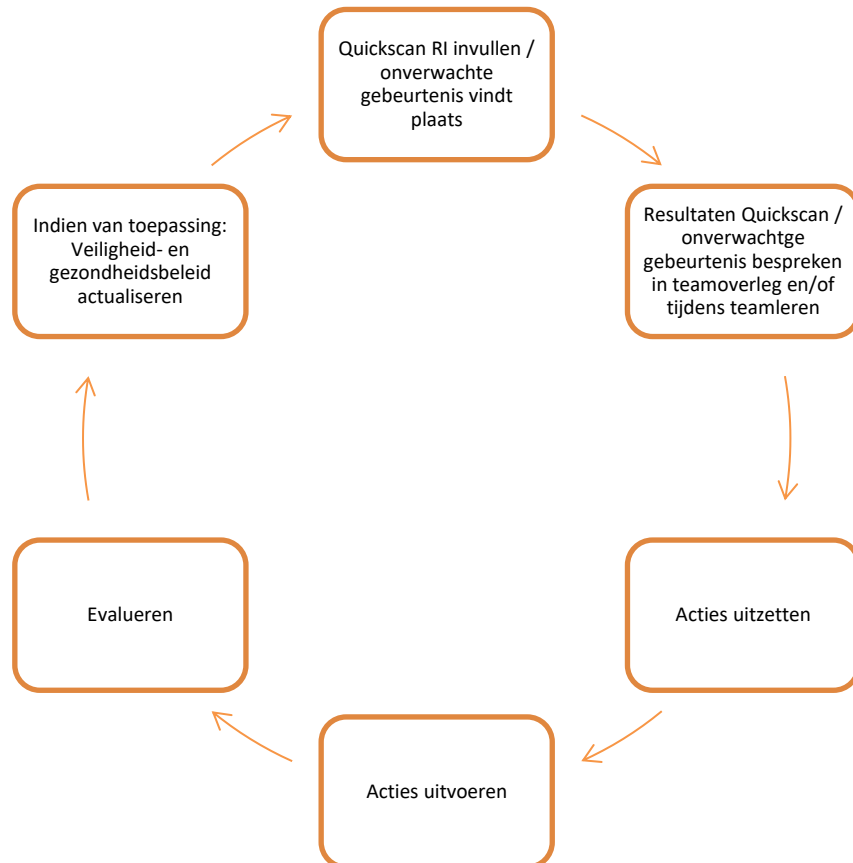 Quickscan RI invullen /
onverwachte
gebeurtenis vindt
plaats
Resultaten Quickscan /
onverwachtge
gebeurtenis bespreken
in teamoverleg en/of
tijdens teamleren
Acties uitzetten
Acties uitvoeren
Evalueren
Indien van toepassing:
Veiligheid- en
gezondheidsbeleid
actualiseren